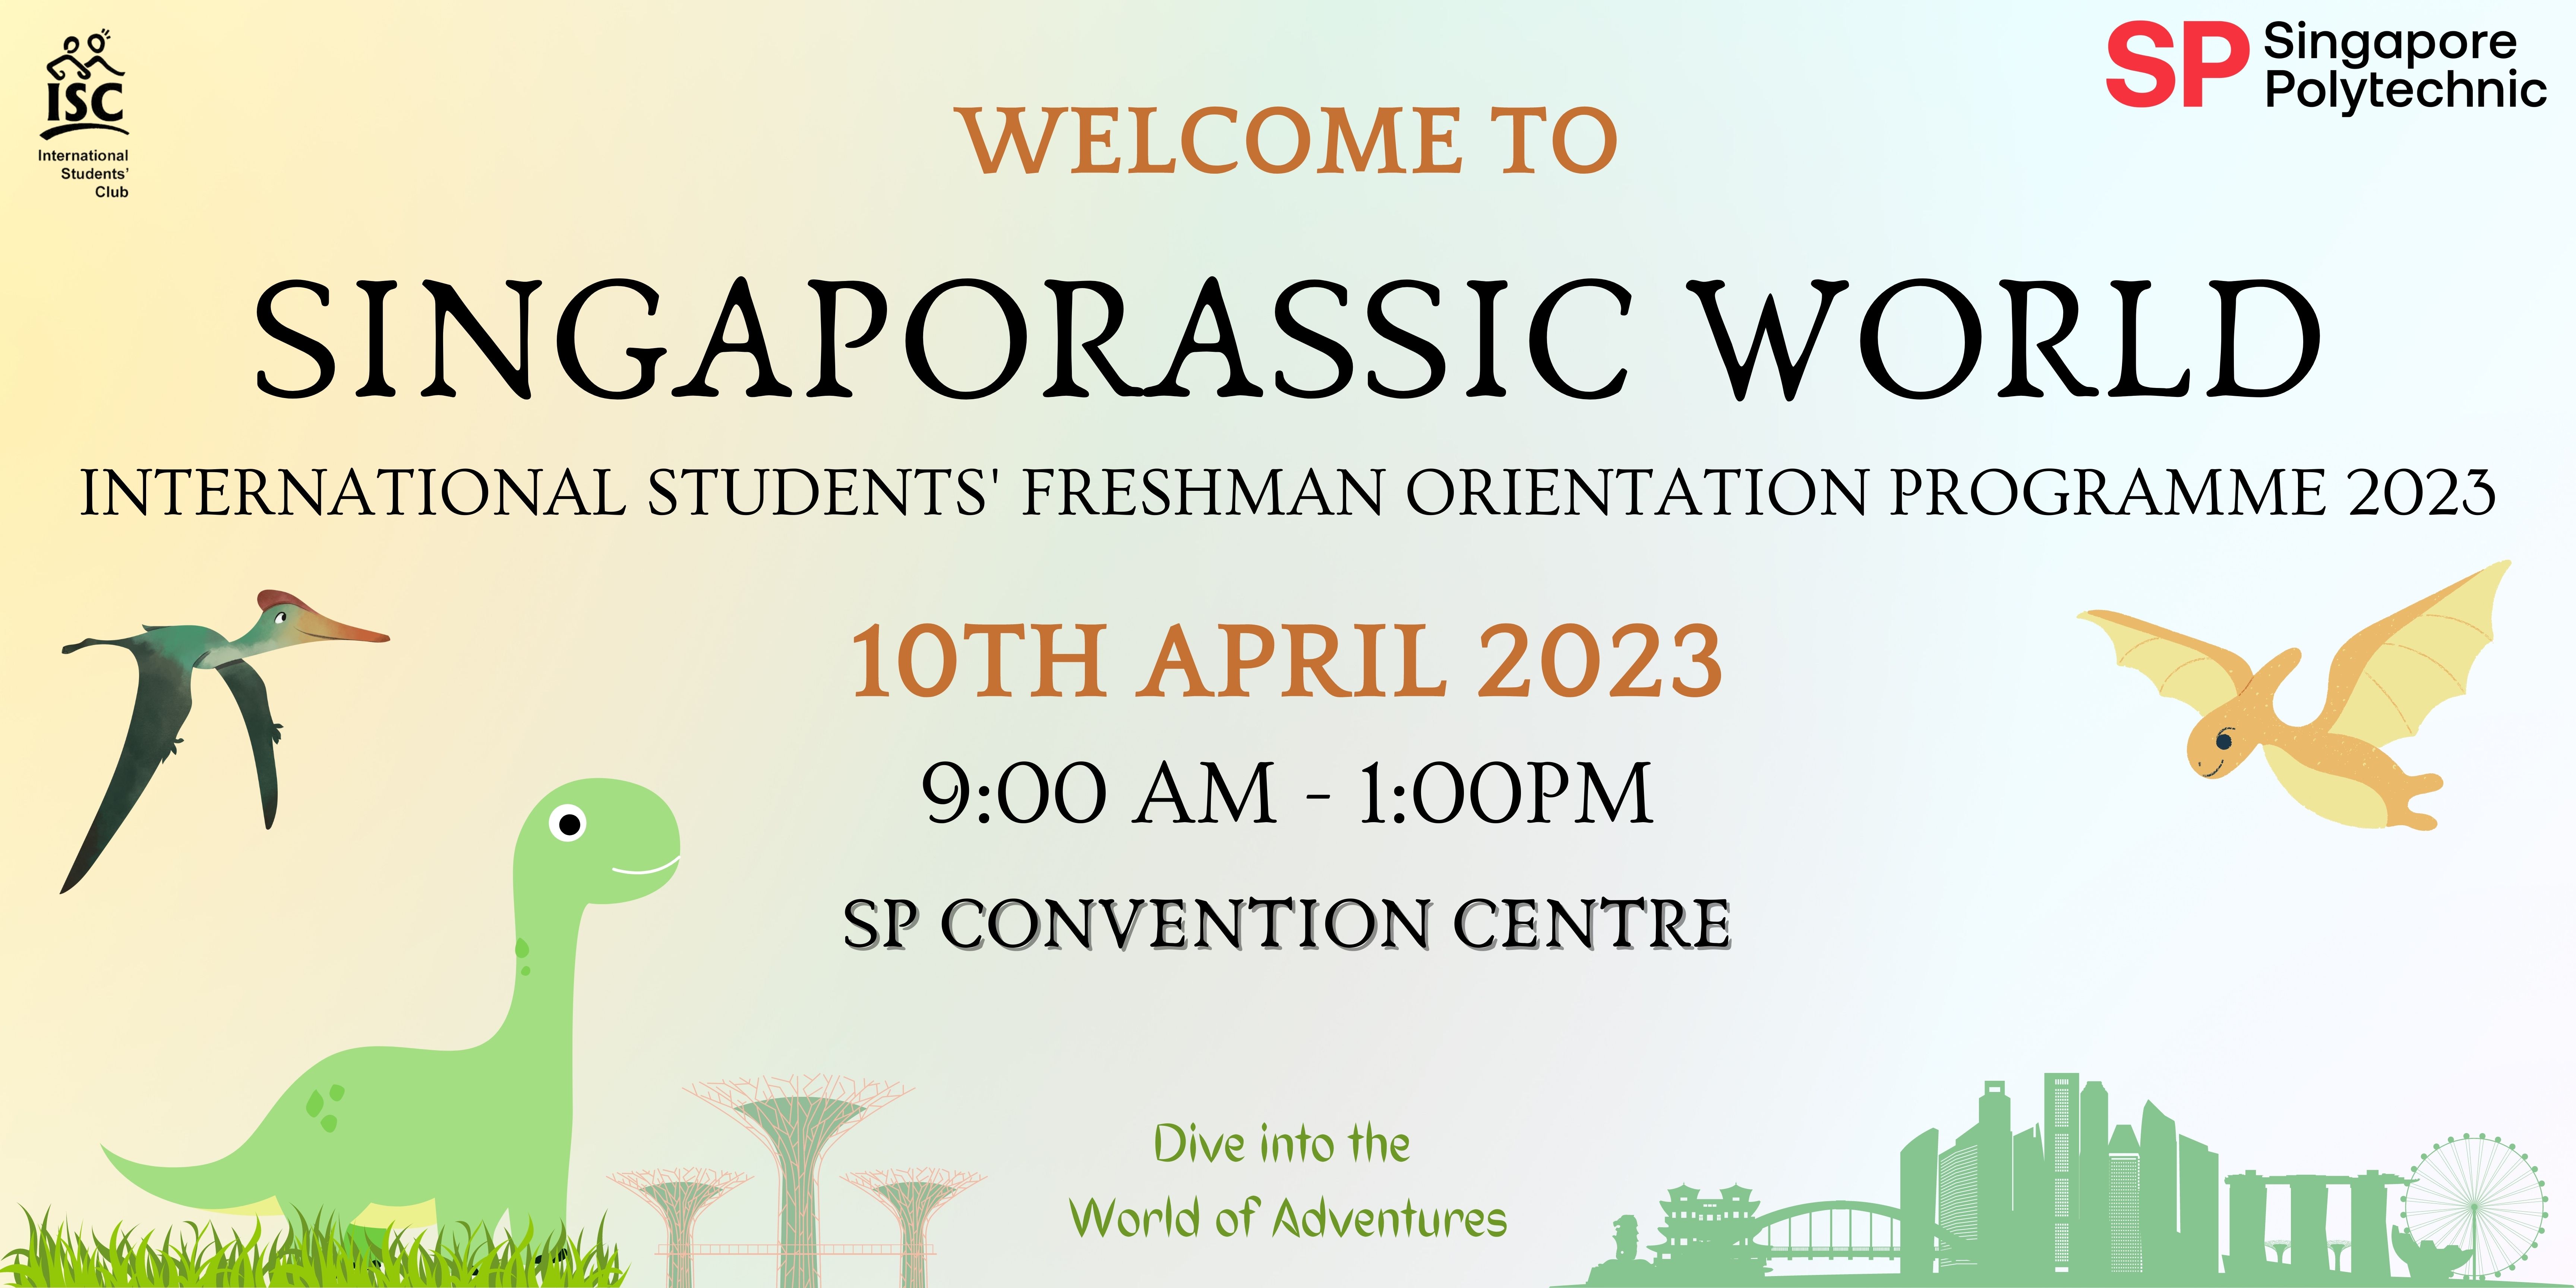 ISC
International
Students'
Club
SP Singapore
Polytechnic
WELCOME TO
SINGAPORASSIC WORLD
INTERNATIONAL STUDENTS' FRESHMAN ORIENTATION PROGRAMME 2023
10TH APRIL 2023
9:00 AM - 1:00PM
SP CONVENTION CENTRE
Dive into the
World of Adventures